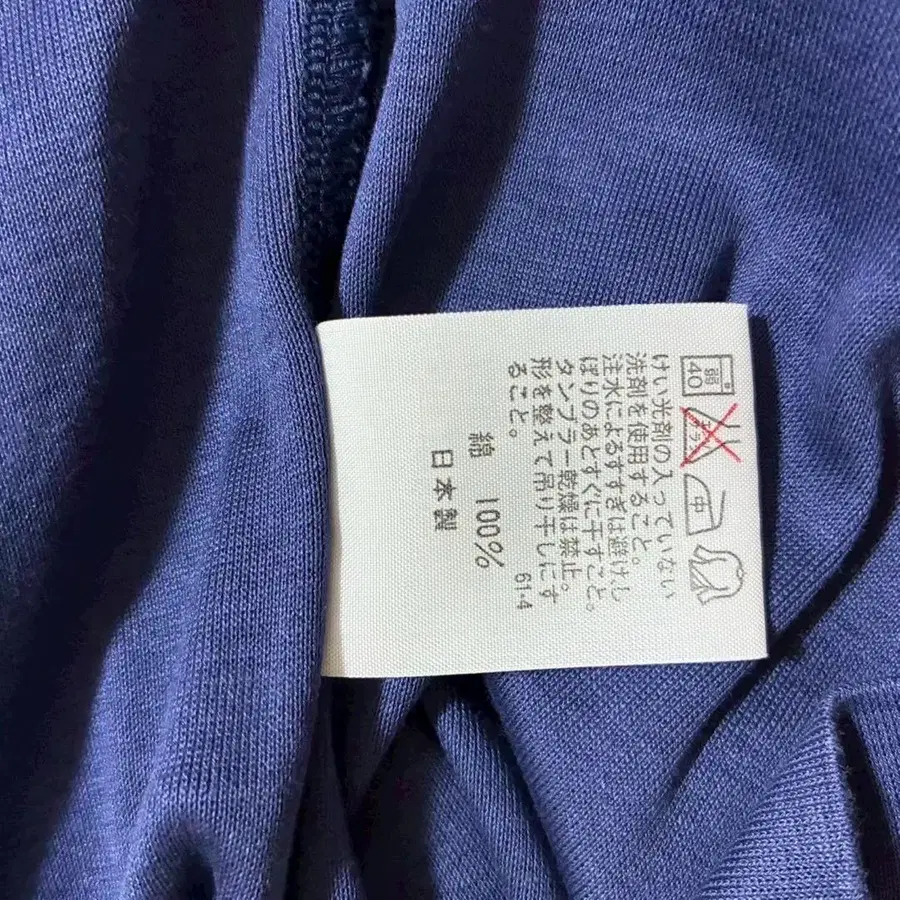 弱
40
中
けい光剤の入っていない
洗剤を使用すること。
注水によるすすぎは避けし
ぼりのあとすぐに干すこと。
タンブラー乾燥は禁止。
形を整えて吊り干しにす
ること。
61-4
綿 100%
日本製